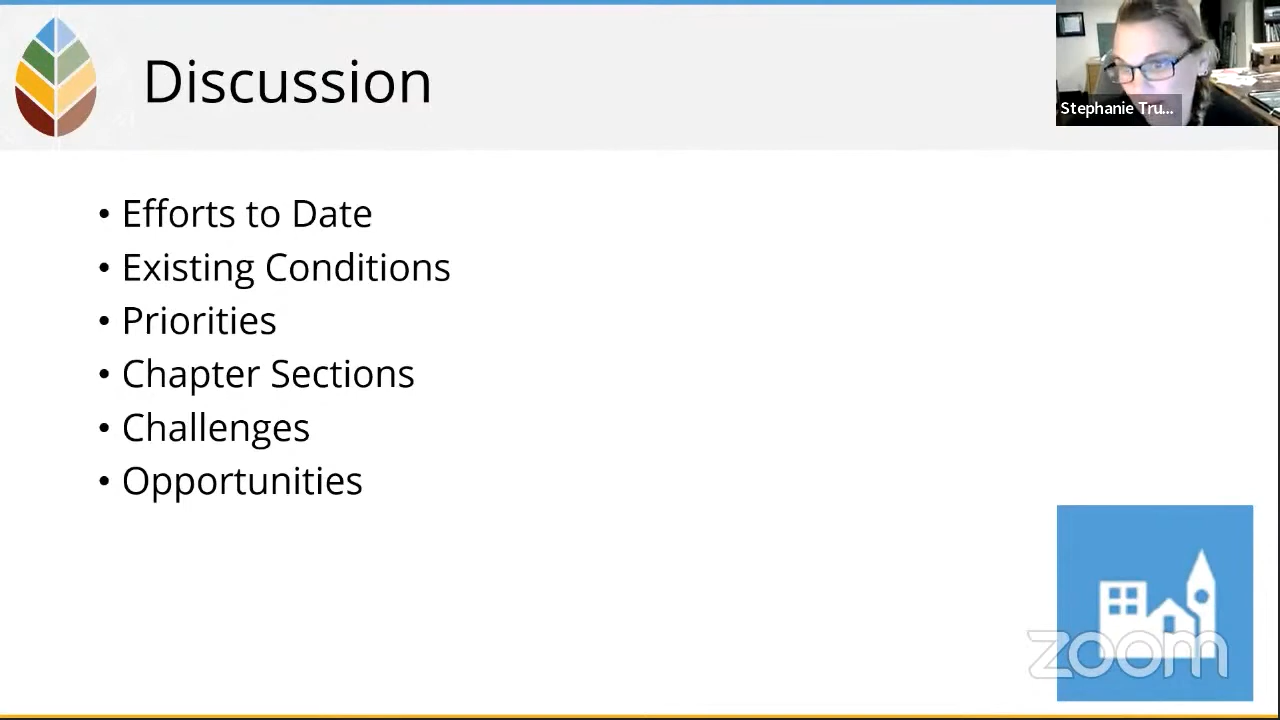 Discussion
Stephanie Tru...
• Efforts to Date
• Existing Conditions
• Priorities
• Chapter Sections
• Challenges
• Opportunities
zoom